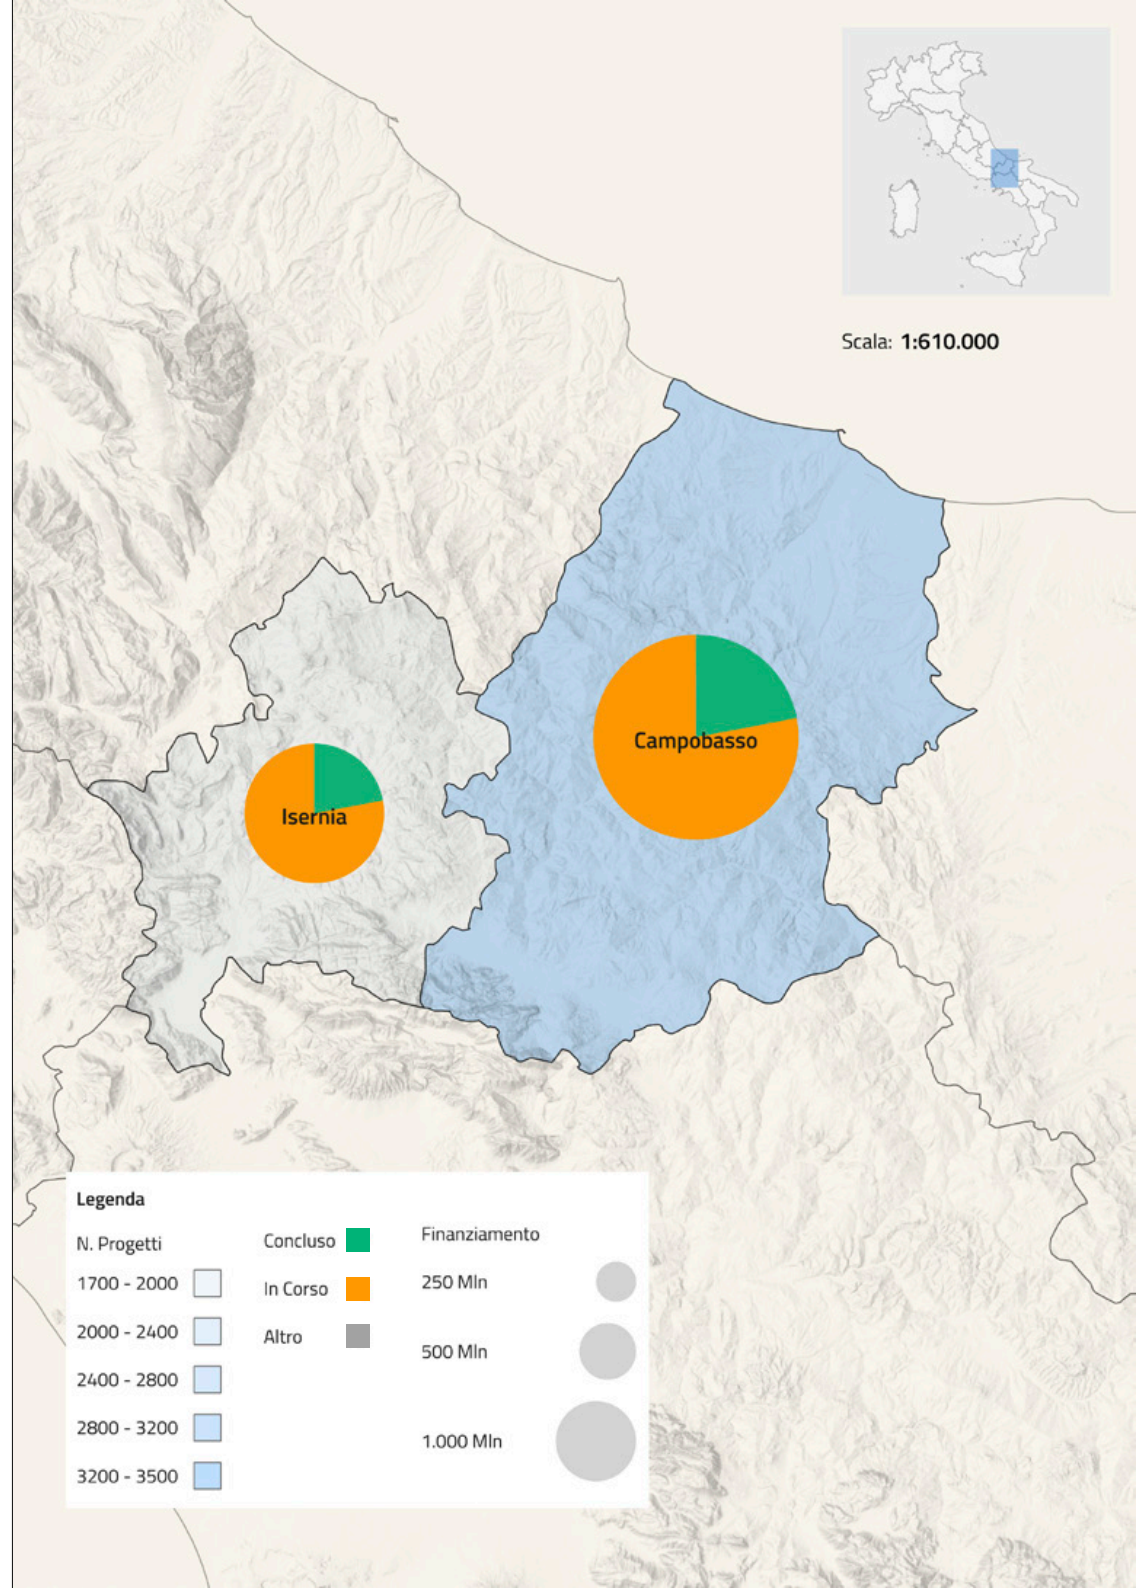 Scala: 1:610.000
Campobasso
Isernia
Legenda
N. Progetti
1700 - 2000
2000 - 2400
2400 - 2800
2800 - 3200
3200 - 3500
Concluso
In Corso
Altro
Finanziamento
250 Mln
500 Mln
1.000 Mln